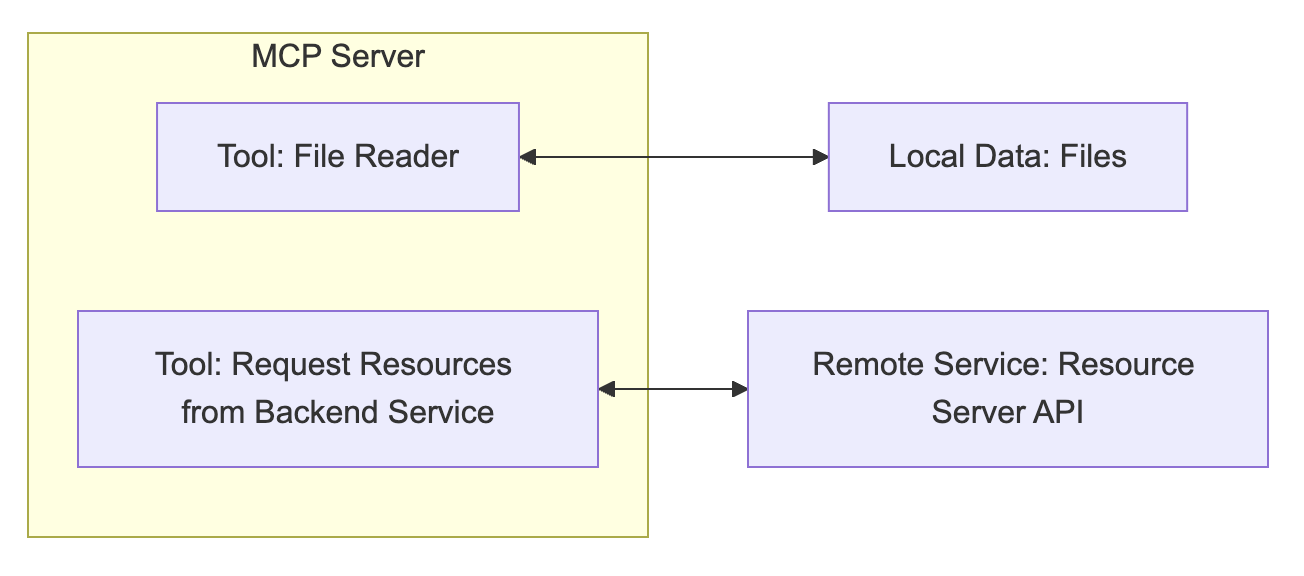 MCP Server
Tool: File Reader
Local Data: Files
Tool: Request Resources
from Backend Service
Remote Service: Resource
Server API